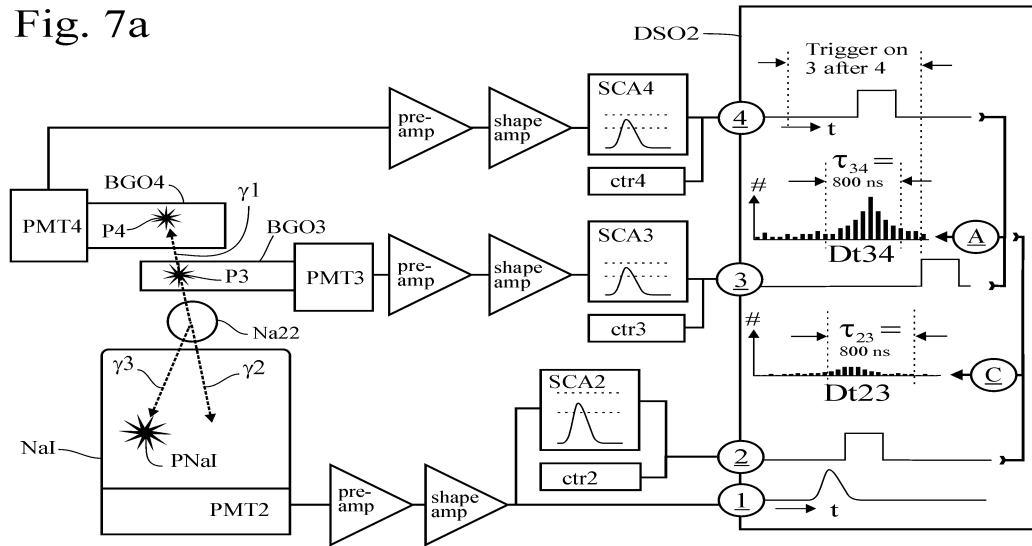 Fig. 7a
DSO2
Trigger on
3 after 4
t
SCA4
pre-
amp
shape
amp
4
ctr4
BGO4
γ1
P4
PMT4
BGO3
P3
PMT3
Na22
pre-
amp
shape
amp
SCA3
ctr3
3
#
τ34 =
800 ns
Dt34
A
#
τ23 =
800 ns
Dt23
C
γ3
γ2
NaI
PNaI
PMT2
pre-
amp
shape
amp
SCA2
ctr2
2
1
t